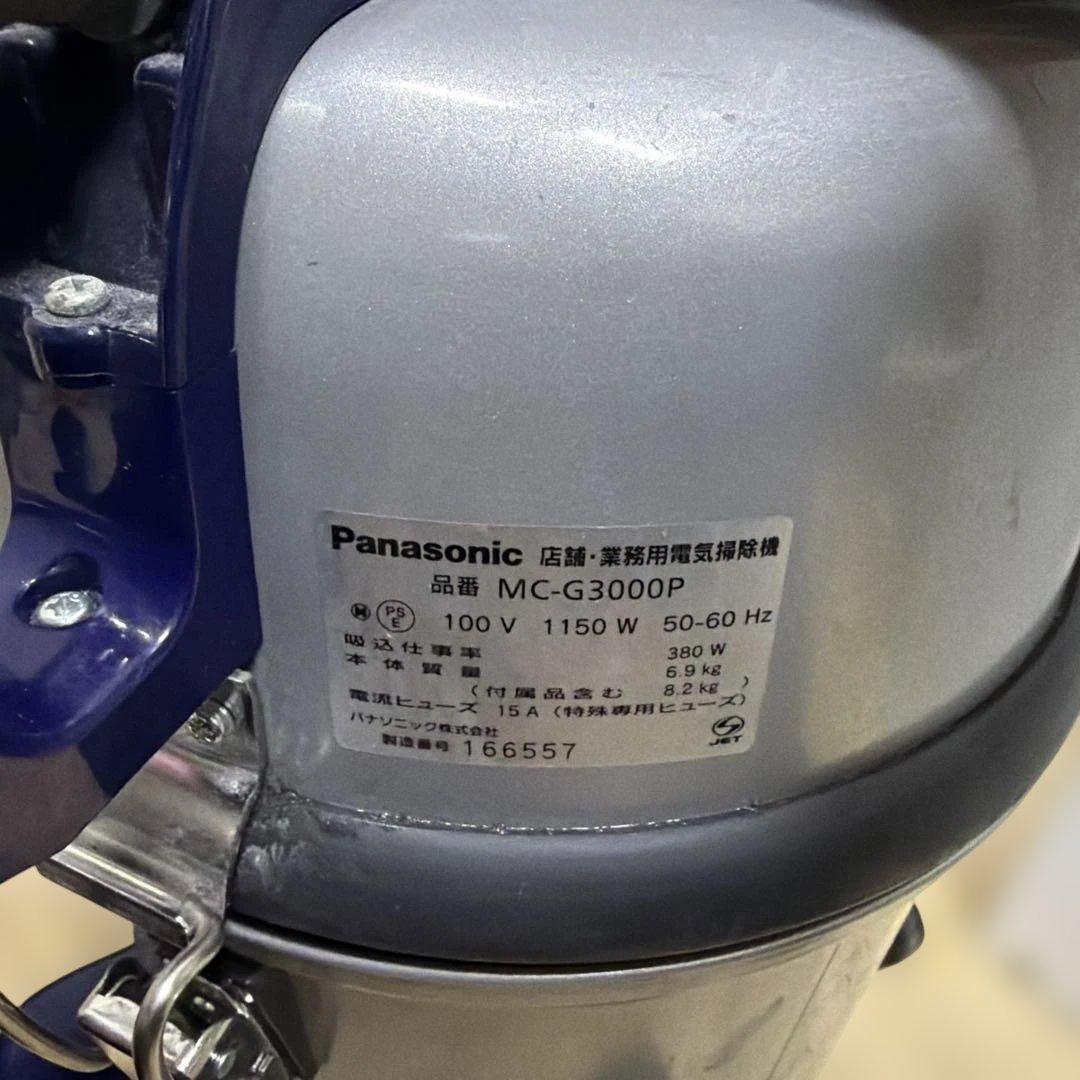 Panasonic 店舗・業務用電気掃除機
品番 MC-G3000P
PS E 100 V 1150 W 50-60 Hz
吸込仕事率 380 W
本体質量 6.9 kg
(付属品含む 8.2 kg)
電流ヒューズ 15 A (特殊専用ヒューズ)
パナソニック株式会社
製造番号 166557
JET